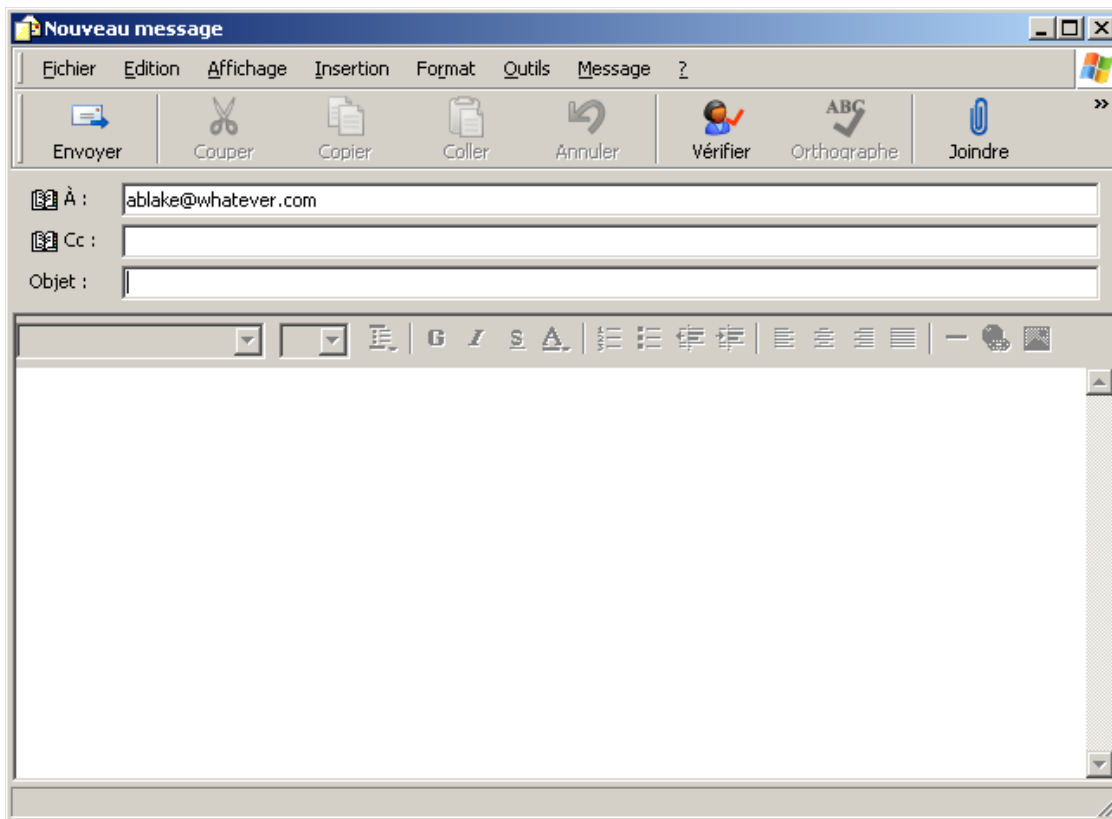 Nouveau message
Fichier Edition Affichage Insertion Format Outils Message ?
Envoyer Couper Copier Coller Annuler Vérifier ABC Orthographe Joindre »
À : ablake@whatever.com
Cc :
Objet :
G I S A